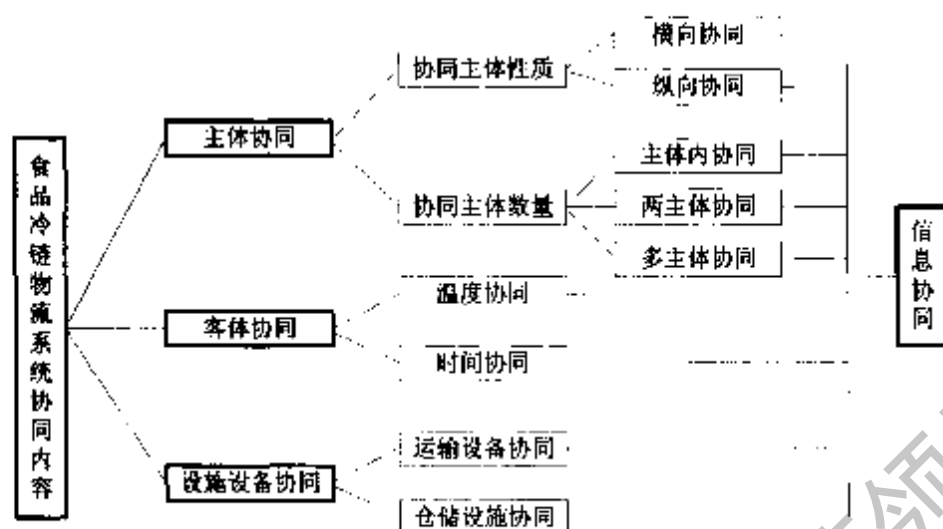 食品冷链物流系统协同内容
主体协同
协同主体性质
横向协同
纵向协同
协同主体数量
主体内协同
两主体协同
多主体协同
客体协同
温度协同
时间协同
设施设备协同
运输设备协同
仓储设施协同
信息协同
领